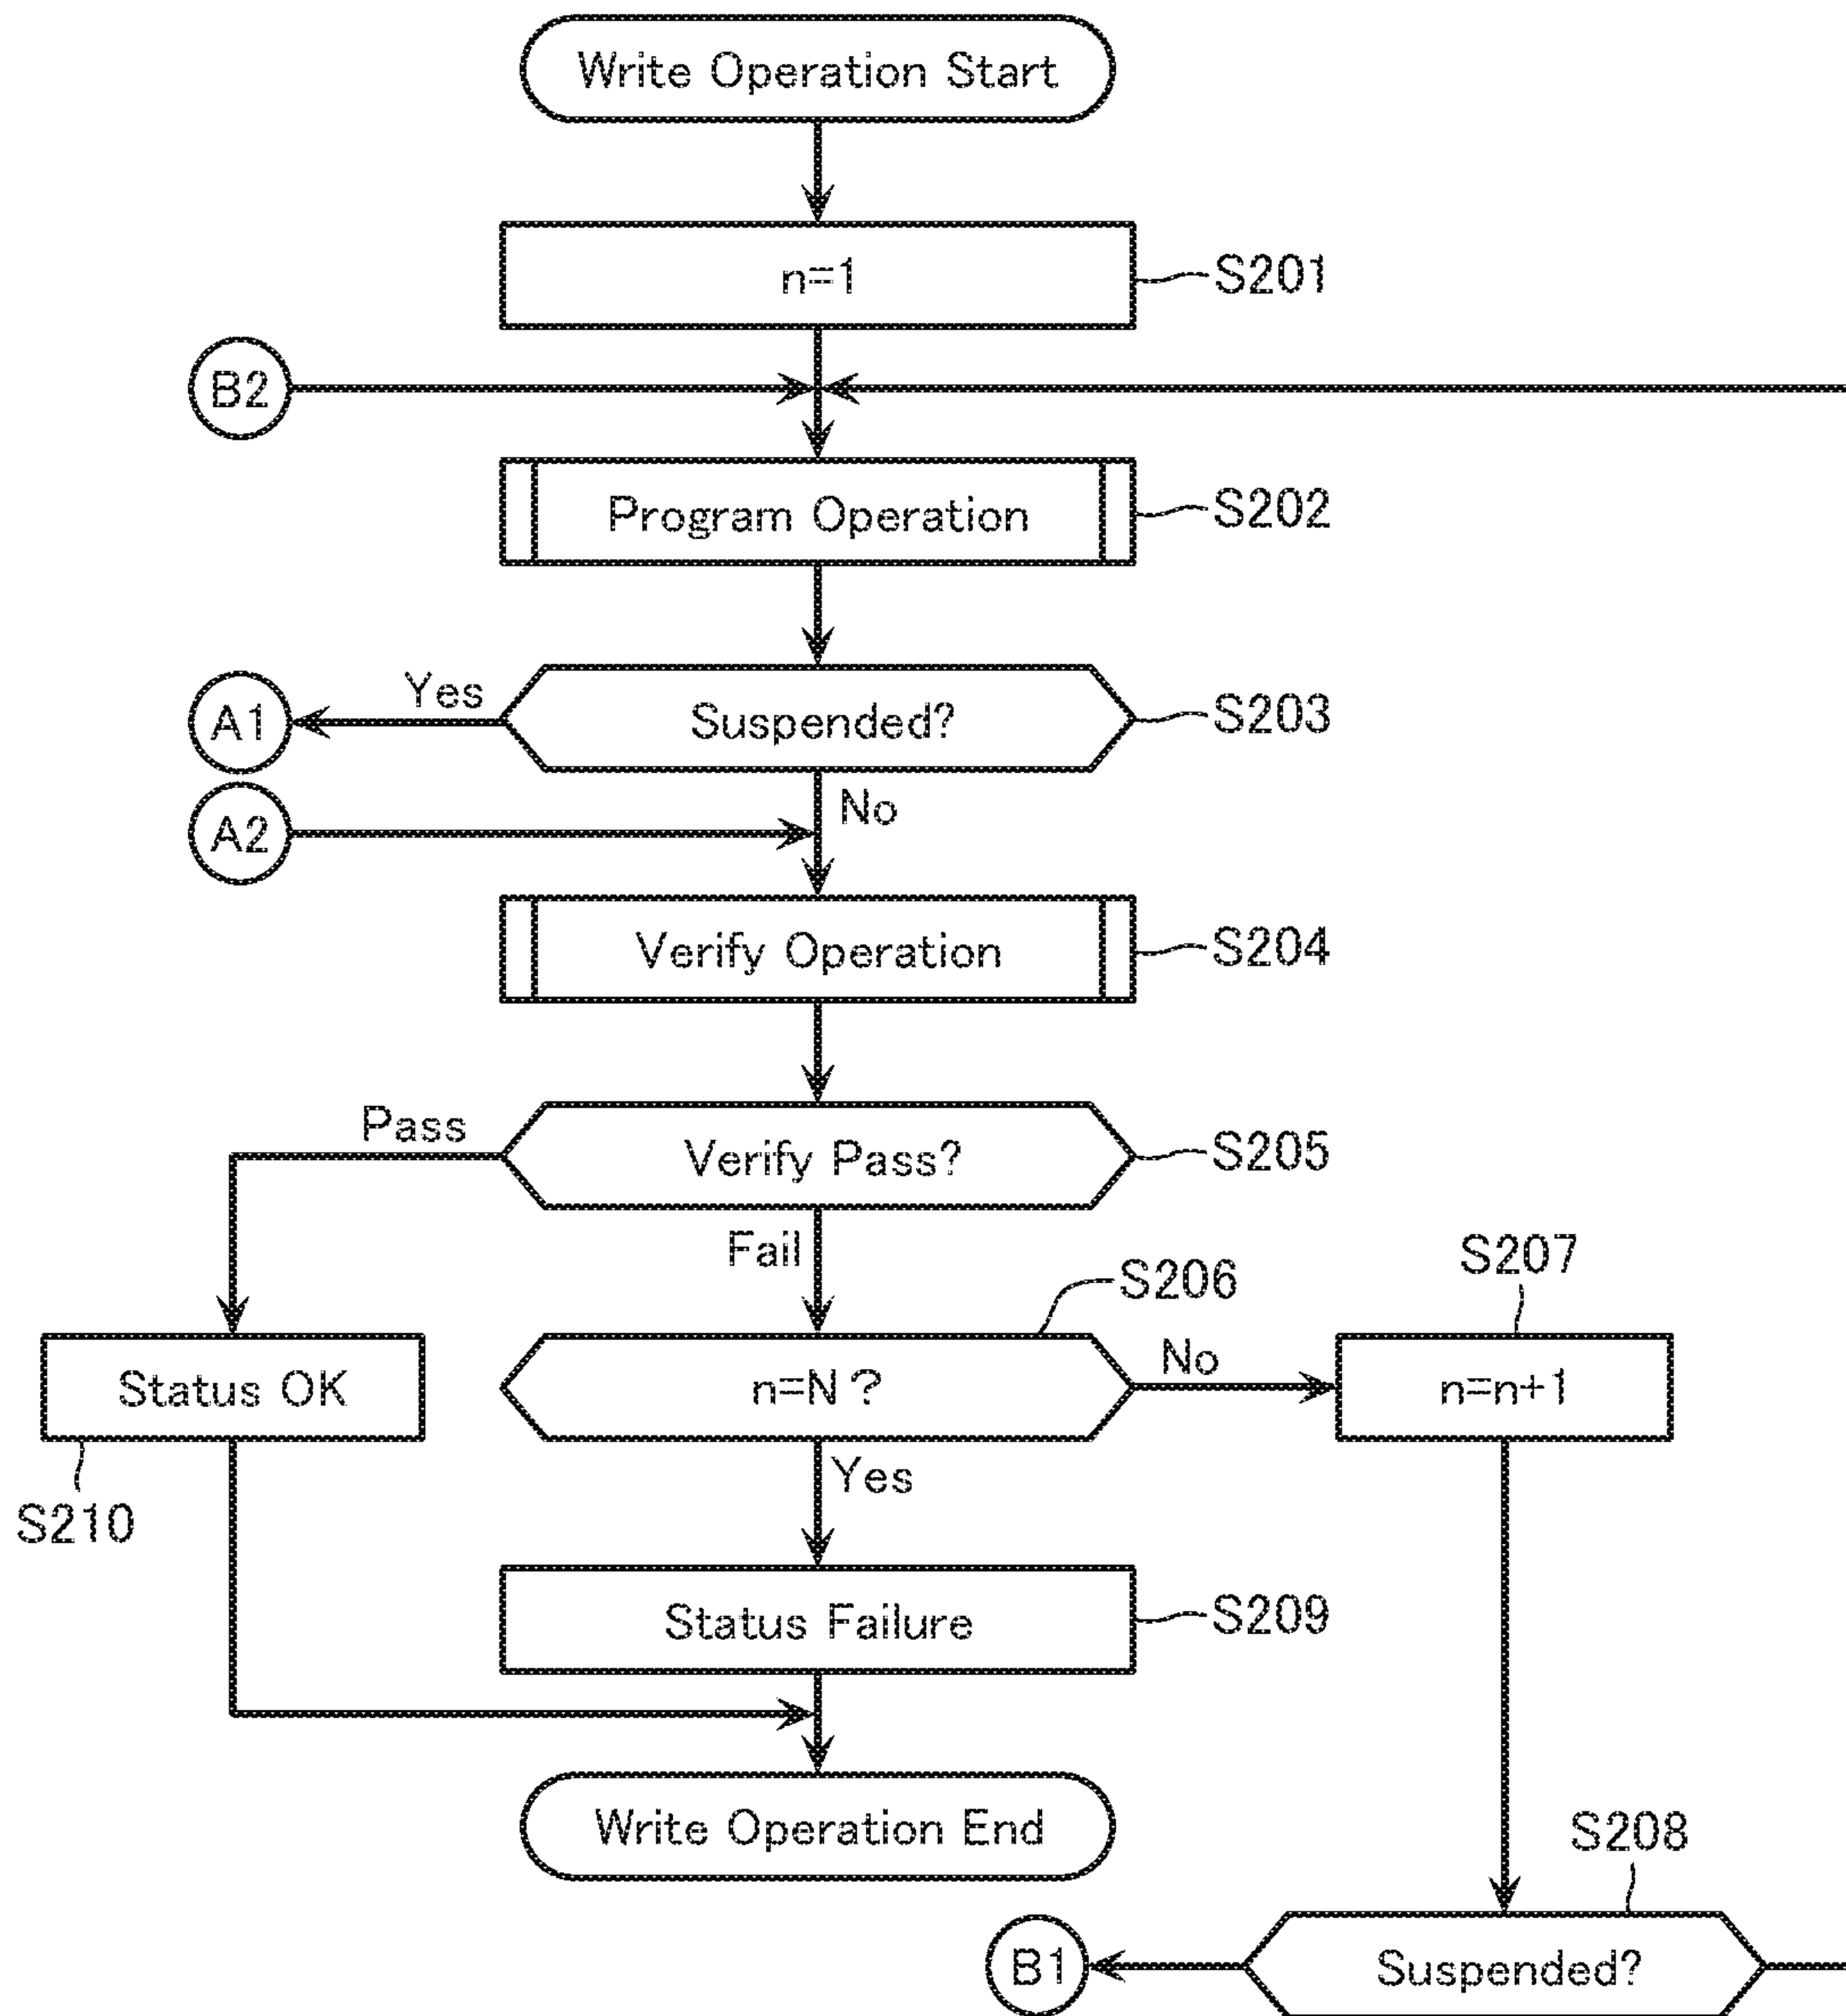 Write Operation Start
n=1
S201
B2
Program Operation
S202
Yes
A1
Suspended?
S203
No
A2
Verify Operation
S204
Pass
Verify Pass?
S205
Fail
S206
S207
Status OK
n=N?
No
n=n+1
S210
Yes
Status Failure
S209
Write Operation End
S208
B1
Suspended?